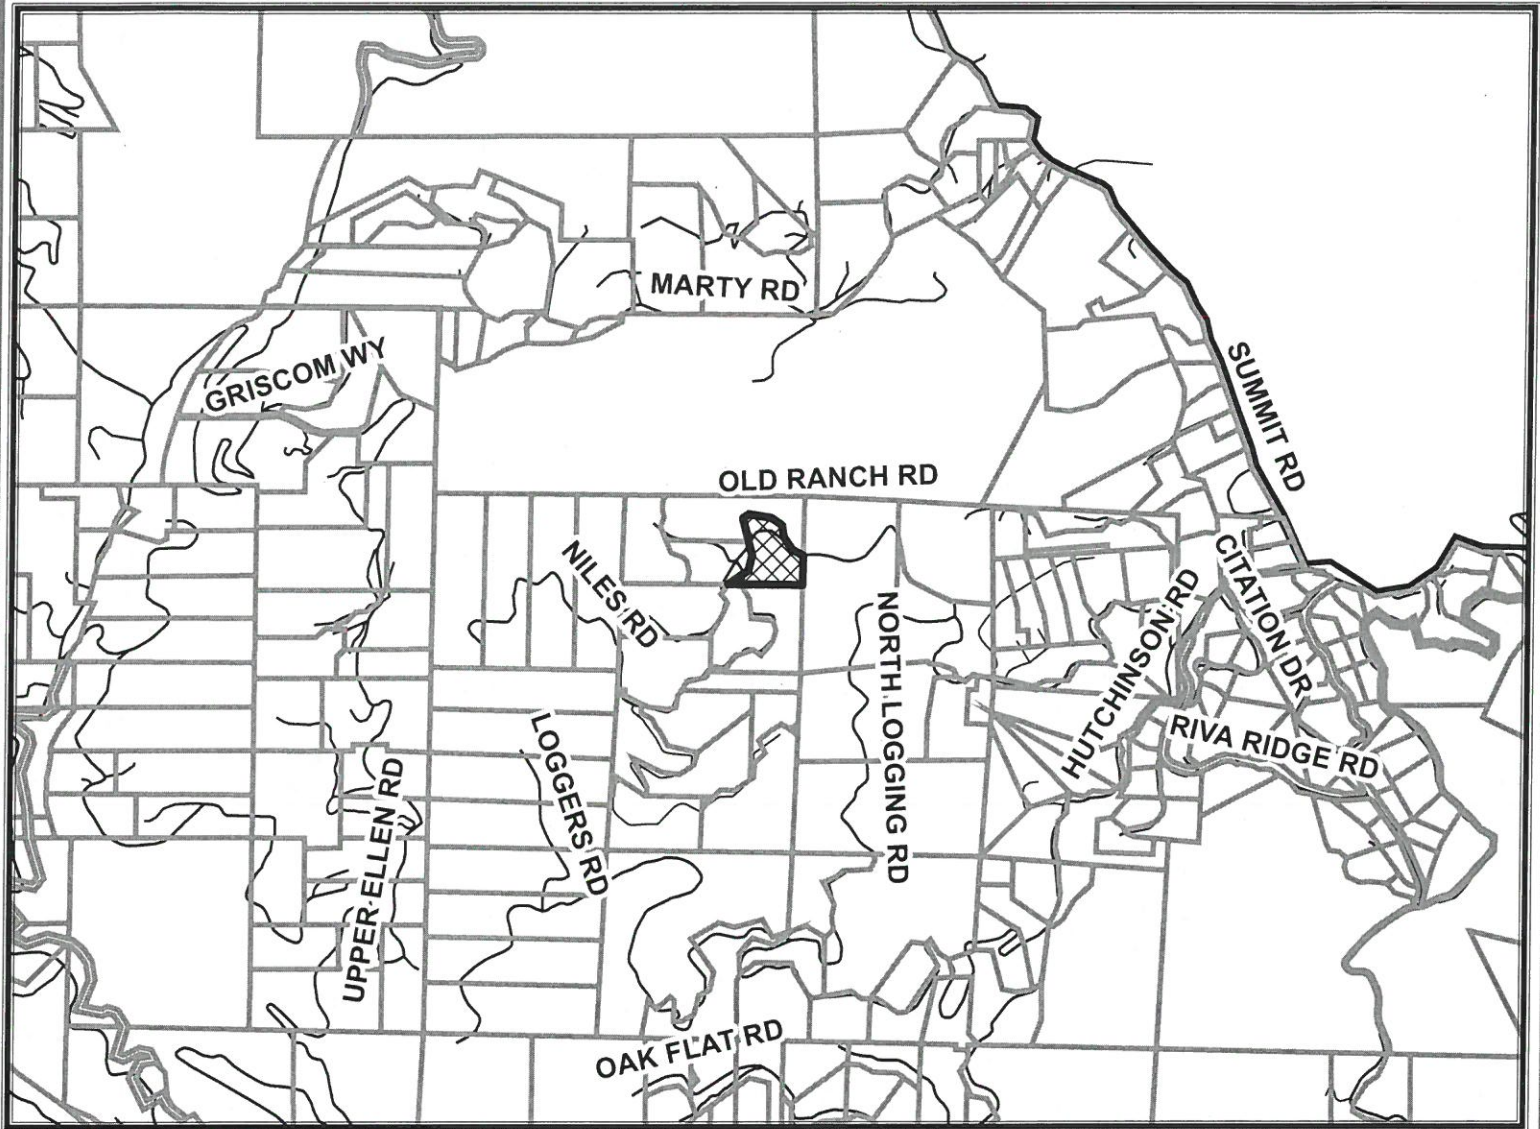 MARTY RD
GRISCOM WY
SUMMIT RD
OLD RANCH RD
NILES RD
CITATION DR
HUTCHINSON RD
NORTH LOGGING RD
RIVA RIDGE RD
LOGGERS RD
UPPER ELLEN RD
OAK FLAT RD